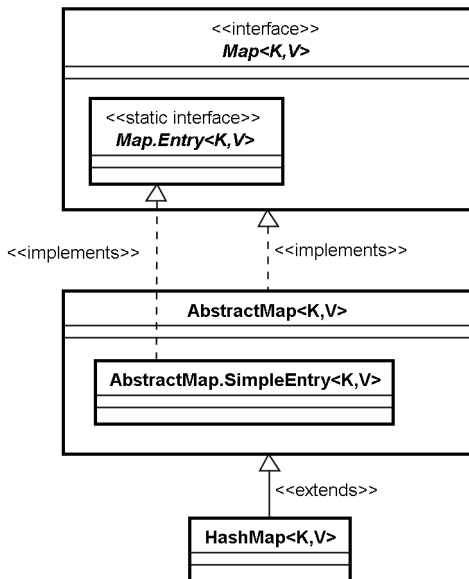 <<interface>>
Map<K,V>
<<static interface>>
Map.Entry<K,V>
<<implements>>
<<implements>>
AbstractMap<K,V>
AbstractMap.SimpleEntry<K,V>
<<extends>>
HashMap<K,V>